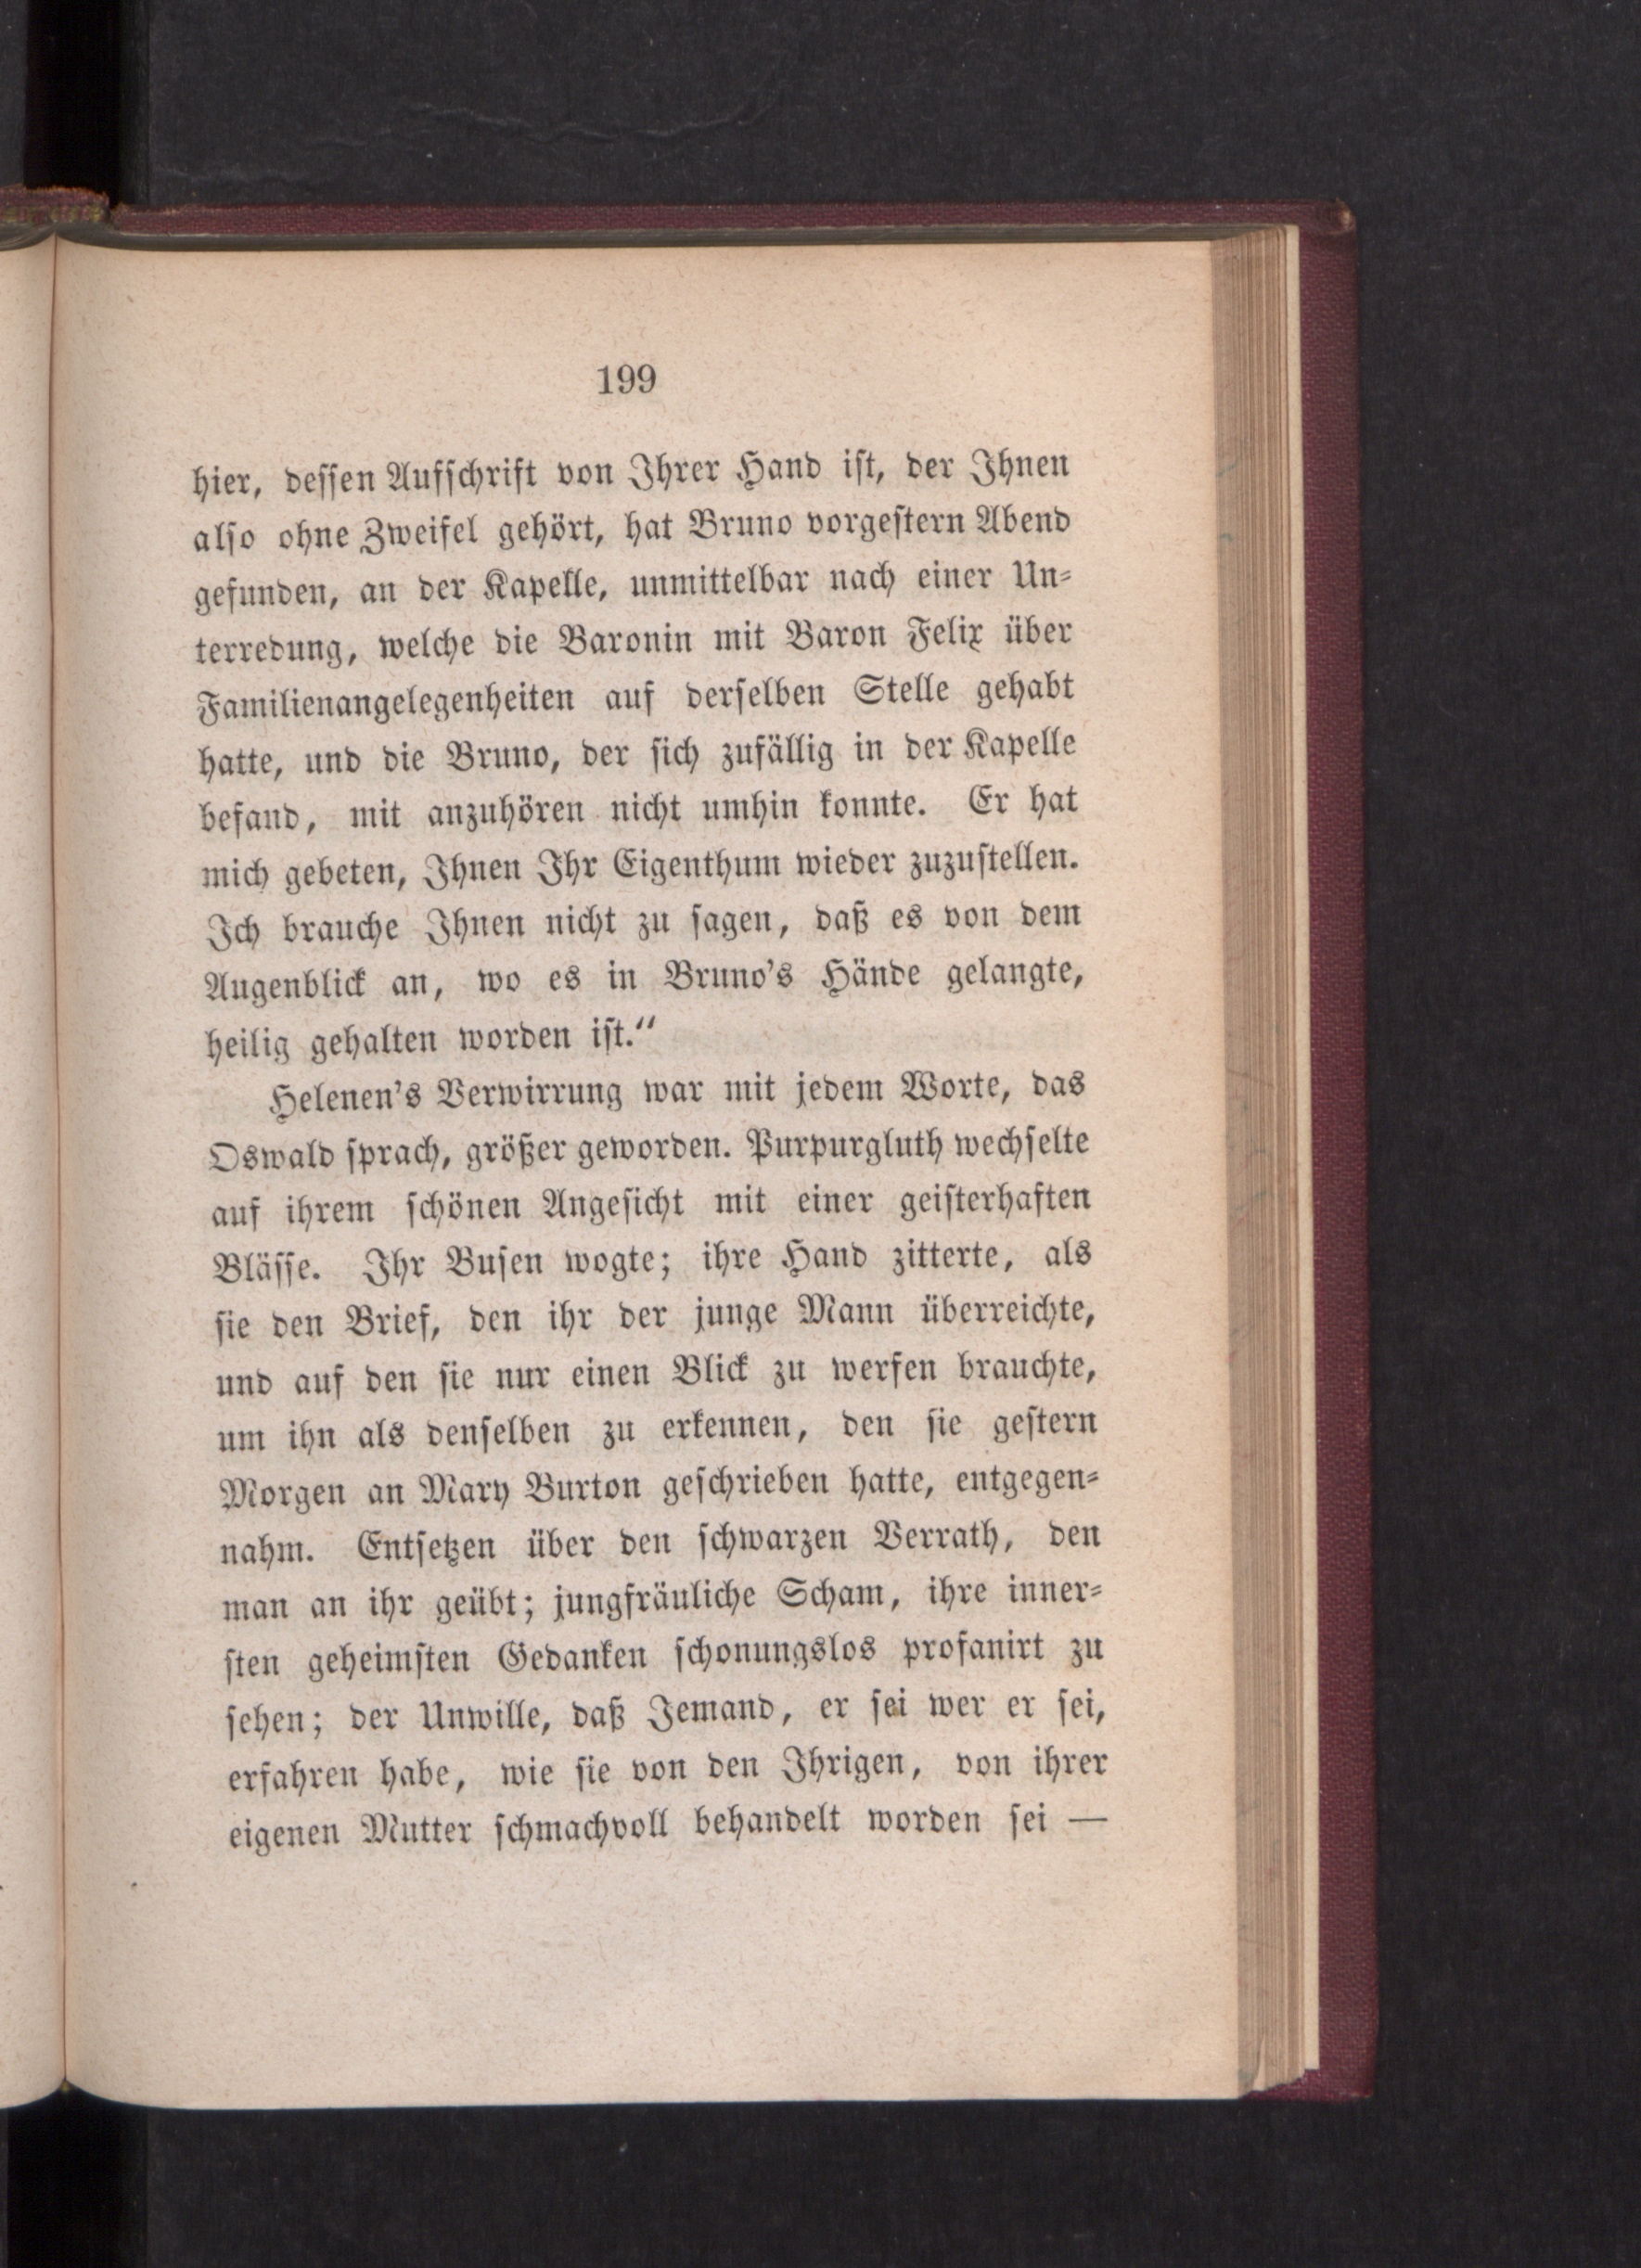 199
hier, dessen Aufschrift von Ihrer Hand ist, der Ihnen
also ohne Zweifel gehört, hat Bruno vorgestern Abend
gefunden, an der Kapelle, unmittelbar nach einer Un-
terredung, welche die Baronin mit Baron Felix über
Familienangelegenheiten auf derselben Stelle gehabt
hatte, und die Bruno, der sich zufällig in der Kapelle
befand, mit anzuhören nicht umhin konnte. Er hat
mich gebeten, Ihnen Ihr Eigenthum wieder zuzustellen.
Ich brauche Ihnen nicht zu sagen, daß es von dem
Augenblick an, wo es in Bruno's Hände gelangte,
heilig gehalten worden ist.“
Helenen's Verwirrung war mit jedem Worte, das
Oswald sprach, größer geworden. Purpurgluth wechselte
auf ihrem schönen Angesicht mit einer geisterhaften
Blässe. Ihr Busen wogte; ihre Hand zitterte, als
sie den Brief, den ihr der junge Mann überreichte,
und auf den sie nur einen Blick zu werfen brauchte,
um ihn als denselben zu erkennen, den sie gestern
Morgen an Mary Burton geschrieben hatte, entgegen-
nahm. Entsetzen über den schwarzen Verrath, den
man an ihr geübt; jungfräuliche Scham, ihre inner-
sten geheimsten Gedanken schonungslos profanirt zu
sehen; der Unwille, daß Jemand, er sei wer er sei,
erfahren habe, wie sie von den Ihrigen, von ihrer
eigenen Mutter schmachvoll behandelt worden sei —